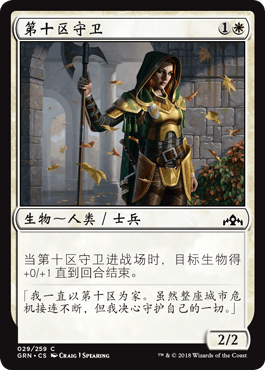 第十区守卫 1
生物～人类／士兵
当第十区守卫进战场时，目标生物得
+0/+1直到回合结束。
「我一直以第十区为家。虽然整座城市危
机接连不断，但我决心守护自己的一切。」
2/2
029/259 C
GRN • CS Craig J Spearing
™ & © 2018 Wizards of the Coast